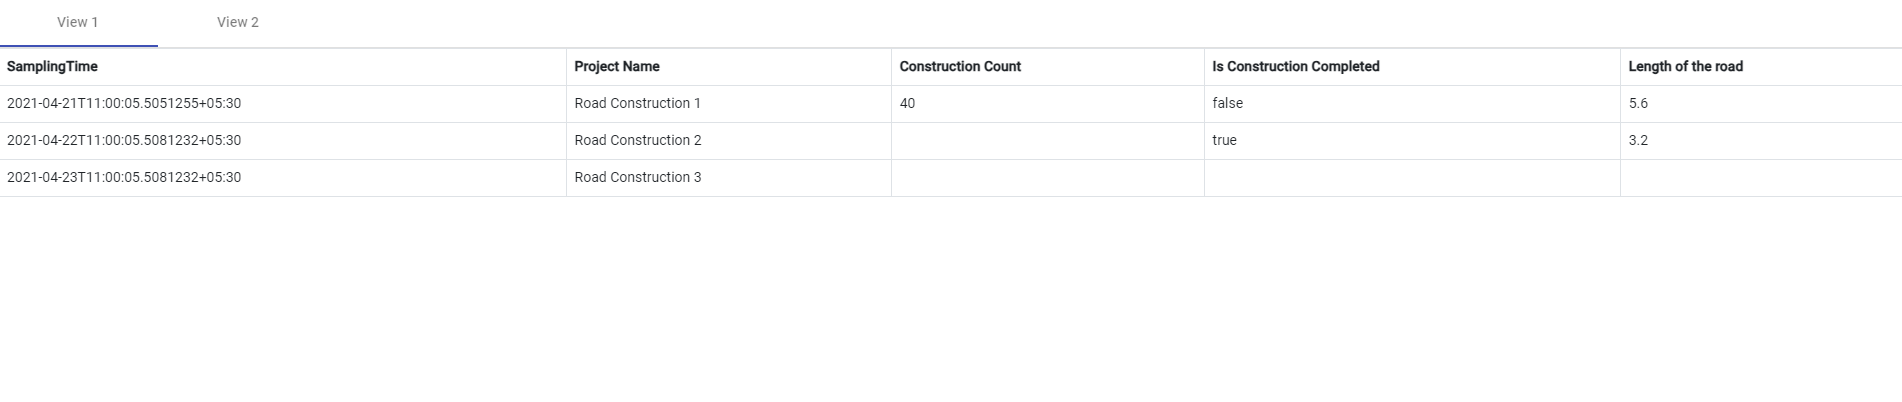 View 1 View 2
SamplingTime Project Name Construction Count Is Construction Completed Length of the road
2021-04-21T11:00:05.5051255+05:30 Road Construction 1 40 false 5.6
2021-04-22T11:00:05.5081232+05:30 Road Construction 2 true 3.2
2021-04-23T11:00:05.5081232+05:30 Road Construction 3